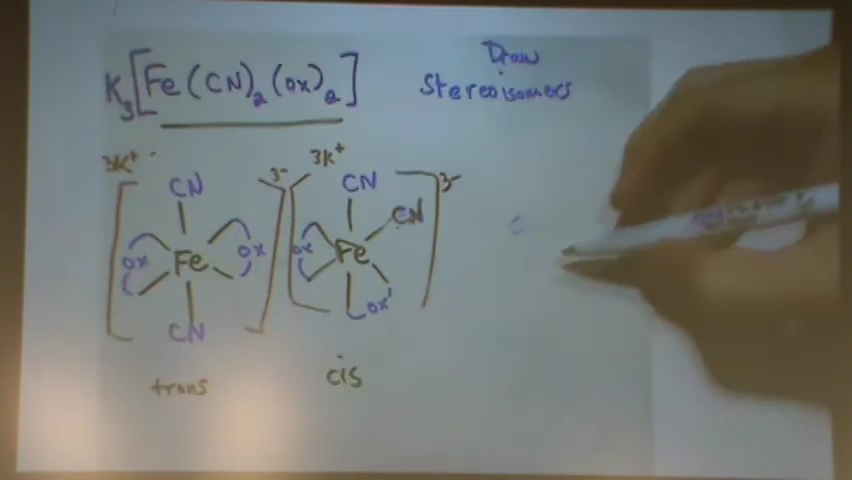 K3[Fe(CN)2(ox)2]
Draw
Stereoisomers
3K+
3-
CN
ox
Fe
ox
CN
trans
3K+
3-
CN
CN
ox
Fe
ox
cis